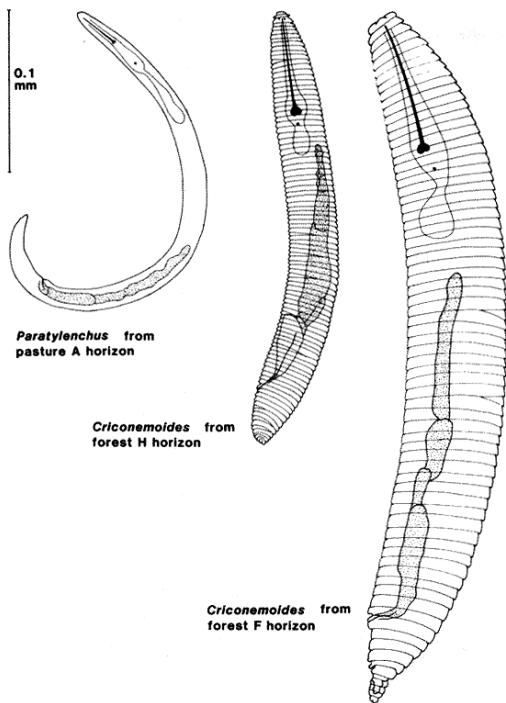 0.1
mm
Paratylenchus from
pasture A horizon
Criconemoides from
forest H horizon
Criconemoides from
forest F horizon